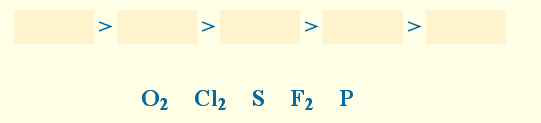 > > > >
O₂ Cl₂ S F₂ P